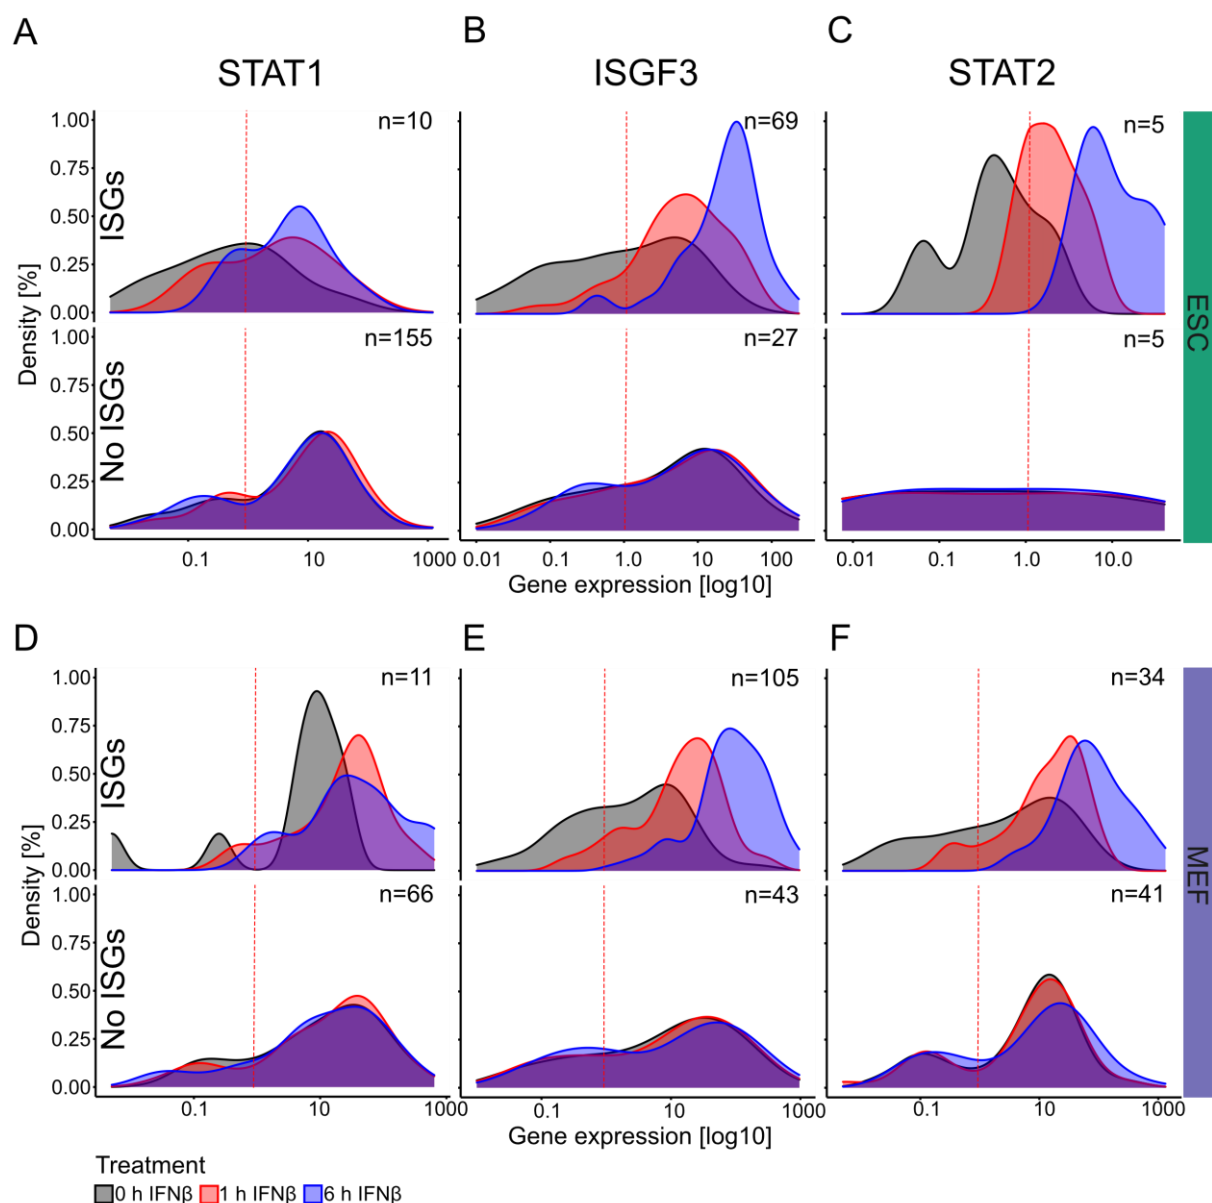 A
B
C
STAT1
ISGF3
STAT2
1.00
0.75
0.50
0.25
0.00
ISGs
n=10
n=69
n=5
ESC
Density [%]
1.00
0.75
0.50
0.25
0.00
No ISGs
n=155
n=27
n=5
0.1 10 1000
0.01 0.1 1.0 10 100
0.01 0.1 1.0 10.0
Gene expression [log10]
D
E
F
1.00
0.75
0.50
0.25
0.00
ISGs
n=11
n=105
n=34
MEF
Density [%]
1.00
0.75
0.50
0.25
0.00
No ISGs
n=66
n=43
n=41
0.1 10 1000
0.1 10 1000
0.1 10 1000
Gene expression [log10]
Treatment
0 h IFNβ 1 h IFNβ 6 h IFNβ